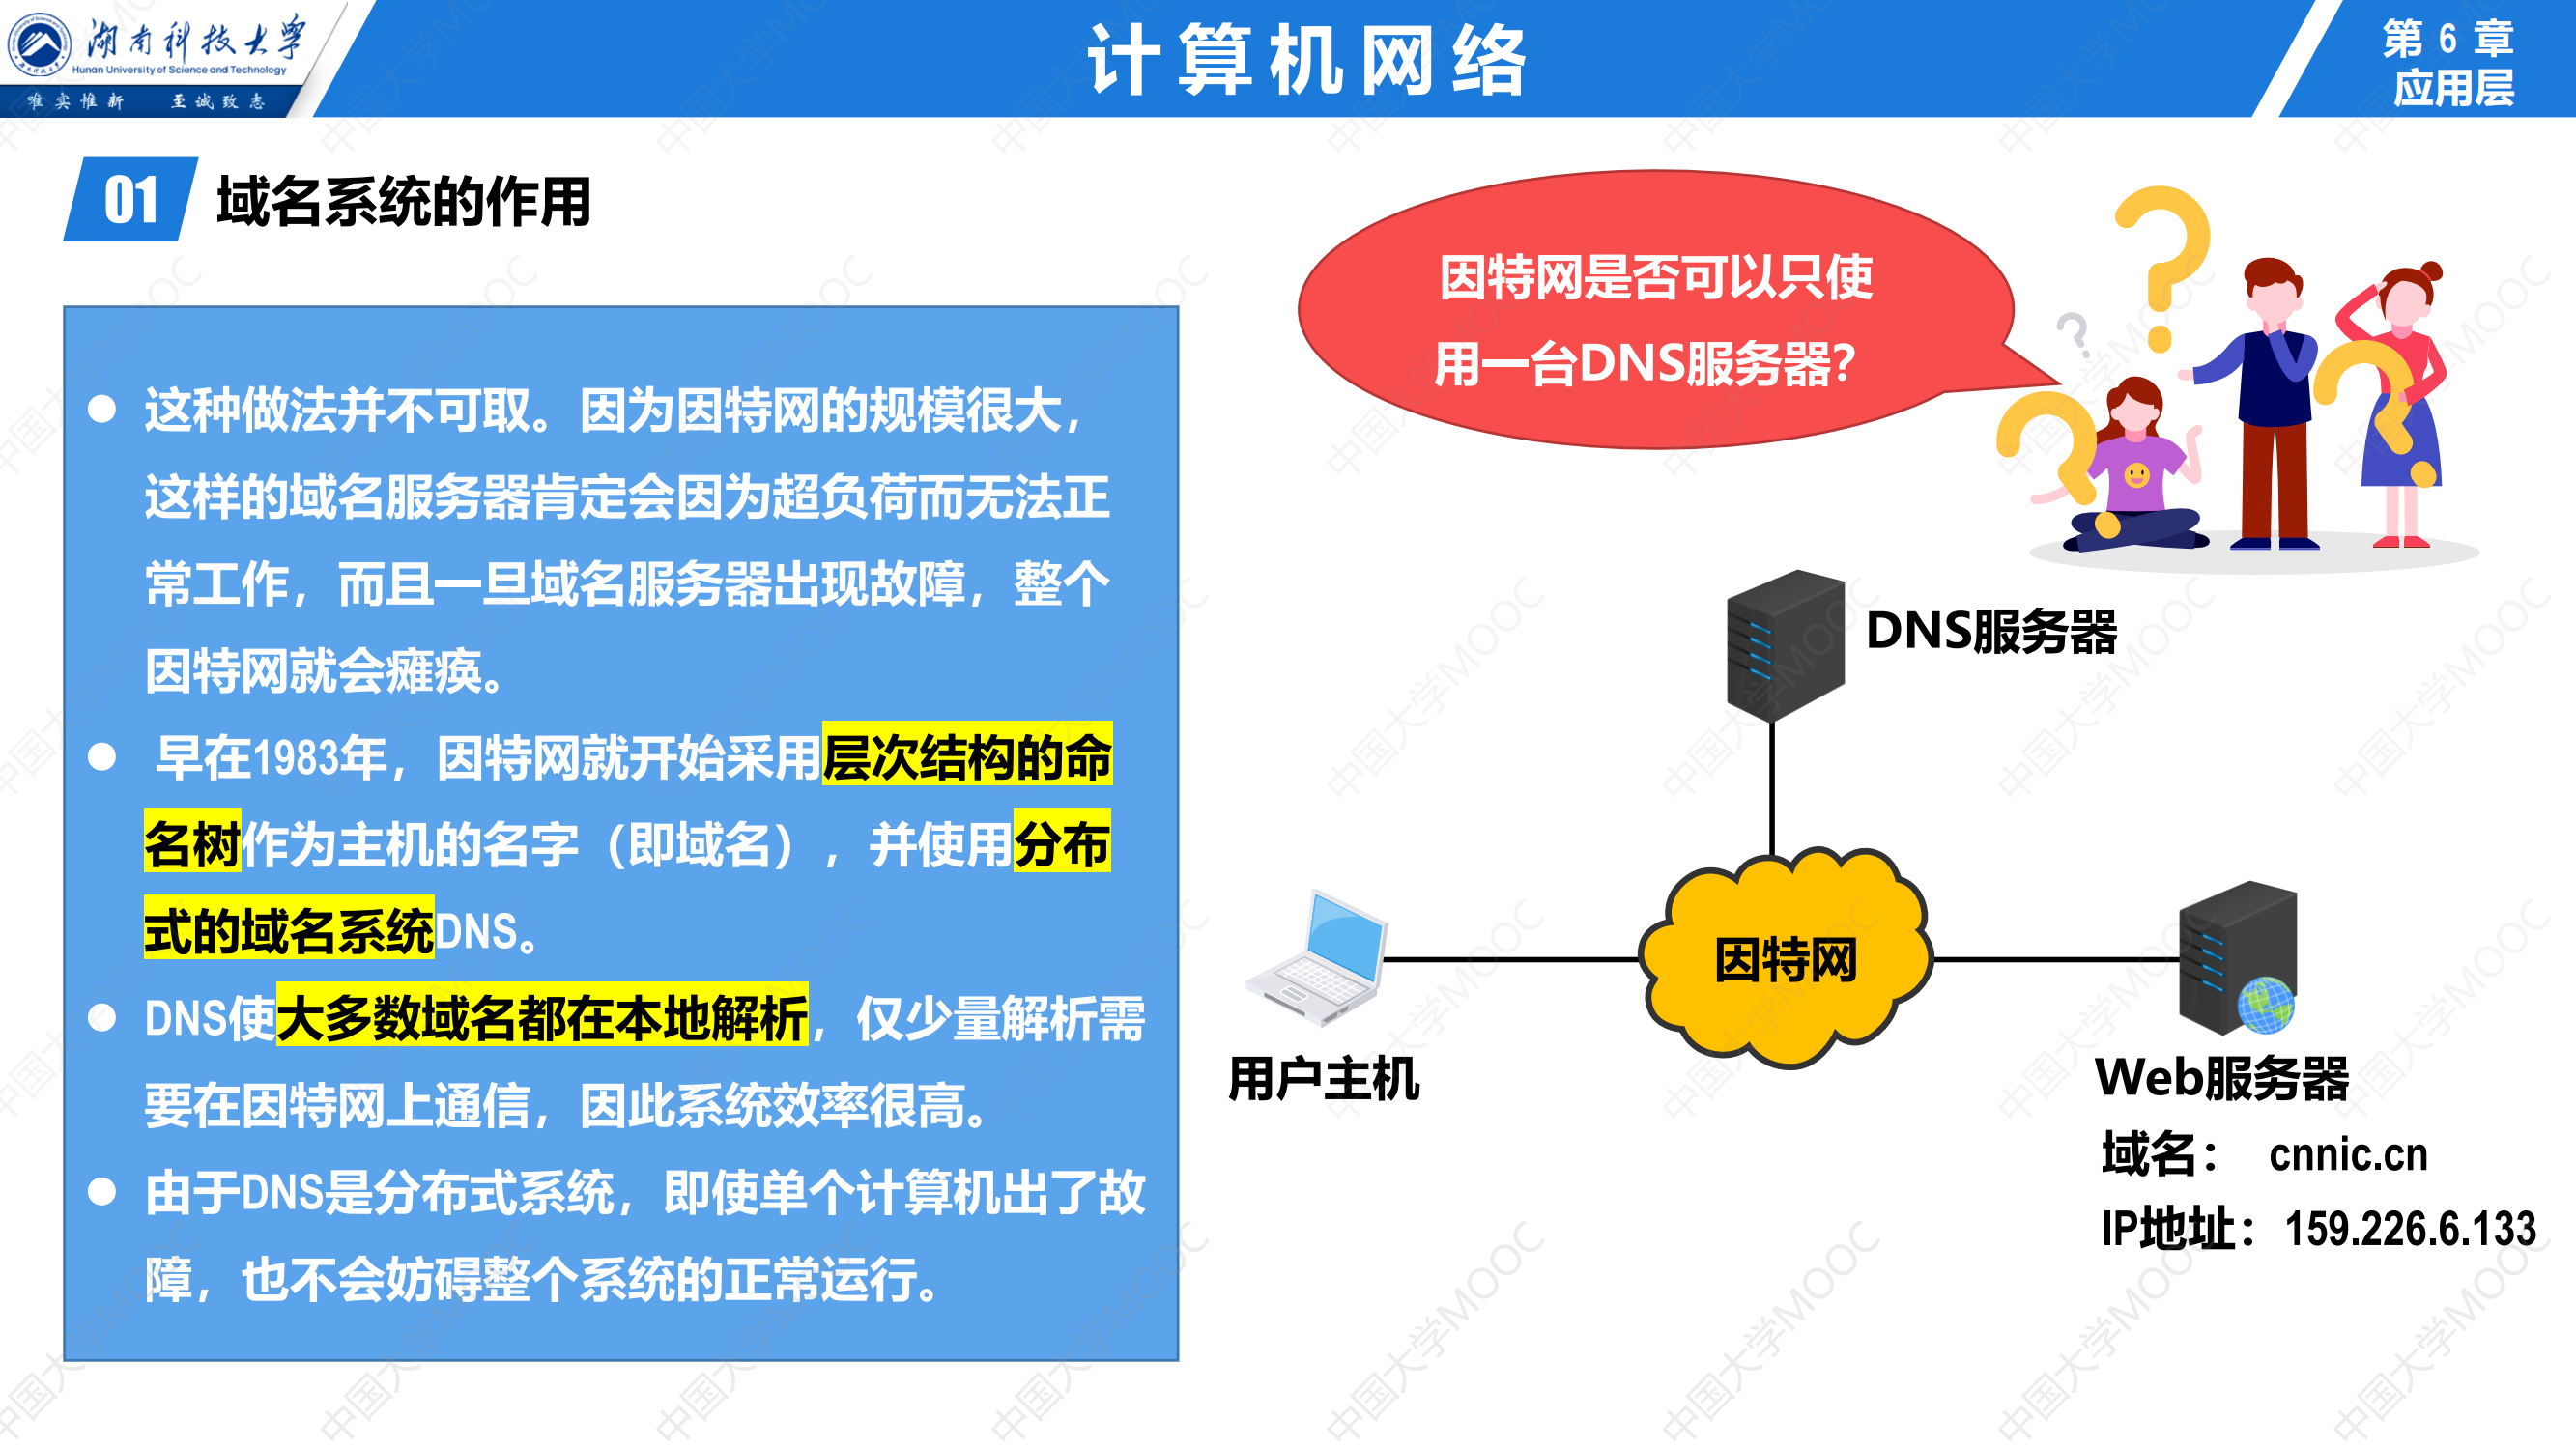 湖南科技大学
Hunan University of Science and Technology
唯实惟新 至诚致志
计算机网络
第 6 章
应用层
01 域名系统的作用
因特网是否可以只使
用一台DNS服务器?
● 这种做法并不可取。因为因特网的规模很大，
这样的域名服务器肯定会因为超负荷而无法正
常工作，而且一旦域名服务器出现故障，整个
因特网就会瘫痪。
● 早在1983年，因特网就开始采用层次结构的命
名树作为主机的名字（即域名），并使用分布
式的域名系统DNS。
● DNS使大多数域名都在本地解析，仅少量解析需
要在因特网上通信，因此系统效率很高。
● 由于DNS是分布式系统，即使单个计算机出了故
障，也不会妨碍整个系统的正常运行。
DNS服务器
因特网
用户主机
Web服务器
域名： cnnic.cn
IP地址：159.226.6.133
中国大学MOOC